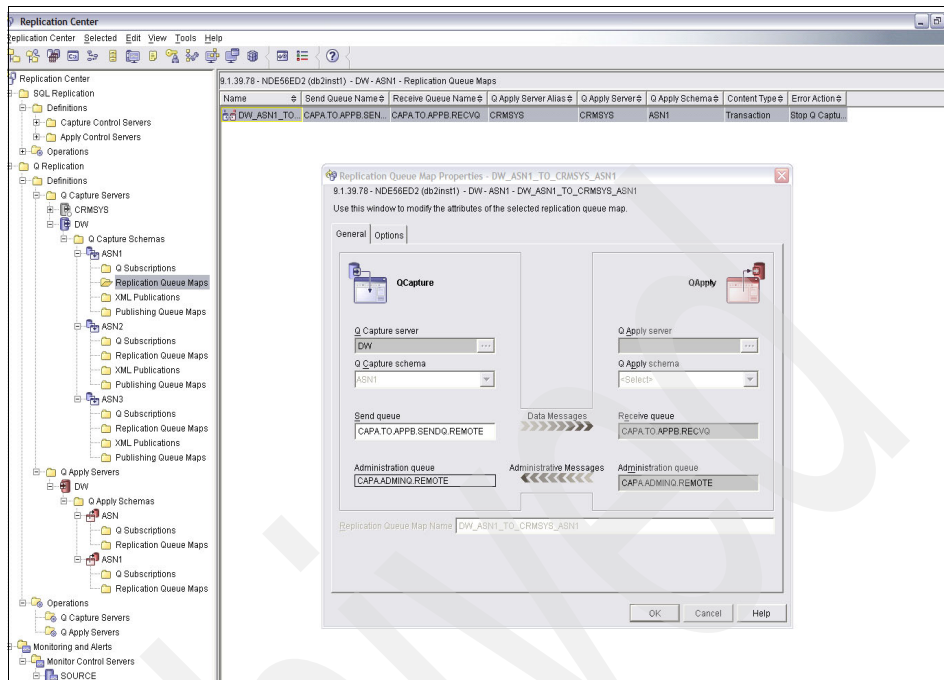 Replication Center
Replication Center Selected Edit View Tools Help
Replication Center
SQL Replication
Definitions
Capture Control Servers
Apply Control Servers
Operations
Q Replication
Definitions
Q Capture Servers
CRMSYS
DW
Q Capture Schemas
ASN1
Q Subscriptions
Replication Queue Maps
XML Publications
Publishing Queue Maps
ASN2
Q Subscriptions
Replication Queue Maps
XML Publications
Publishing Queue Maps
ASN3
Q Subscriptions
Replication Queue Maps
XML Publications
Publishing Queue Maps
Q Apply Servers
DW
Q Apply Schemas
ASN
Q Subscriptions
Replication Queue Maps
ASN1
Q Subscriptions
Replication Queue Maps
Operations
Q Capture Servers
Q Apply Servers
Monitoring and Alerts
Monitor Control Servers
SOURCE
9.1.39.78 - NDE56ED2 (db2inst1) - DW - ASN1 - Replication Queue Maps
Name Send Queue Name Receive Queue Name Q Apply Server Alias Q Apply Server Q Apply Schema Content Type Error Action
DW_ASN1_TO... CAPA.TO.APPB.SEN... CAPA.TO.APPB.RECVQ CRMSYS CRMSYS ASN1 Transaction Stop Q Captu...
Replication Queue Map Properties - DW_ASN1_TO_CRMSYS_ASN1
9.1.39.78 - NDE56ED2 (db2inst1) - DW - ASN1 - DW_ASN1_TO_CRMSYS_ASN1
Use this window to modify the attributes of the selected replication queue map.
General Options
QCapture QApply
Q Capture server Q Apply server
DW ...
...
Q Capture schema Q Apply schema
ASN1 <Select>
Send queue Data Messages Receive queue
CAPA.TO.APPB.SENDQ.REMOTE CAPA.TO.APPB.RECVQ
Administration queue Administrative Messages Administration queue
CAPA.ADMINQ.REMOTE CAPA.ADMINQ.REMOTE
Replication Queue Map Name DW_ASN1_TO_CRMSYS_ASN1
OK Cancel Help